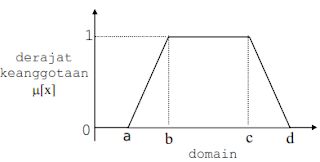 1
derajat
keanggotaan
μ[x]
0
a b c d
domain